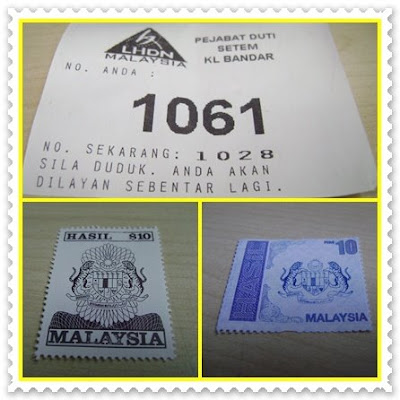 LHDN
MALAYSIA
PEJABAT DUTI
SETEM
KL BANDAR
NO. ANDA :
1061
NO. SEKARANG: 1028
SILA DUDUK. ANDA AKAN
DILAYAN SEBENTAR LAGI.
HASIL $10
MALAYSIA
HASIL
10
MALAYSIA